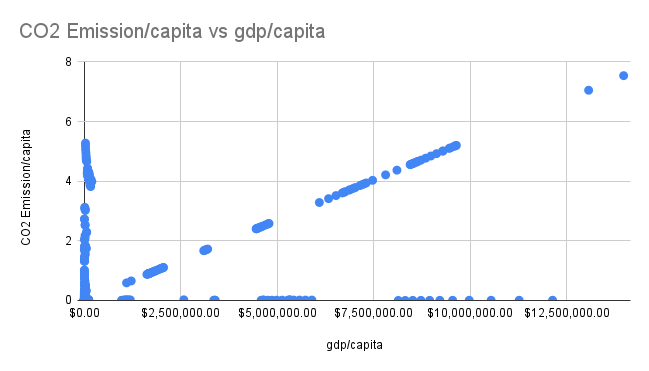 CO2 Emission/capita vs gdp/capita
8
6
4
2
0
CO2 Emission/capita
$0.00 $2,500,000.00 $5,000,000.00 $7,500,000.00 $10,000,000.00 $12,500,000.00
gdp/capita